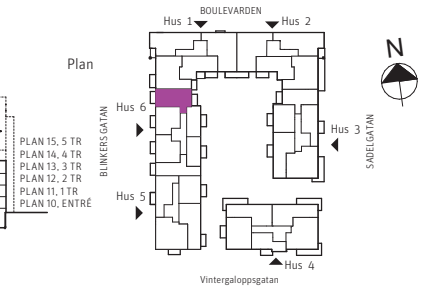 BOULEVARDEN
Hus 1
Hus 2
N
Plan
Hus 6
BLINKERS GATAN
Hus 3
SADELGATAN
PLAN 15, 5 TR
PLAN 14, 4 TR
PLAN 13, 3 TR
PLAN 12, 2 TR
PLAN 11, 1 TR
PLAN 10, ENTRÉ
Hus 5
Hus 4
Vintergaloppsgatan